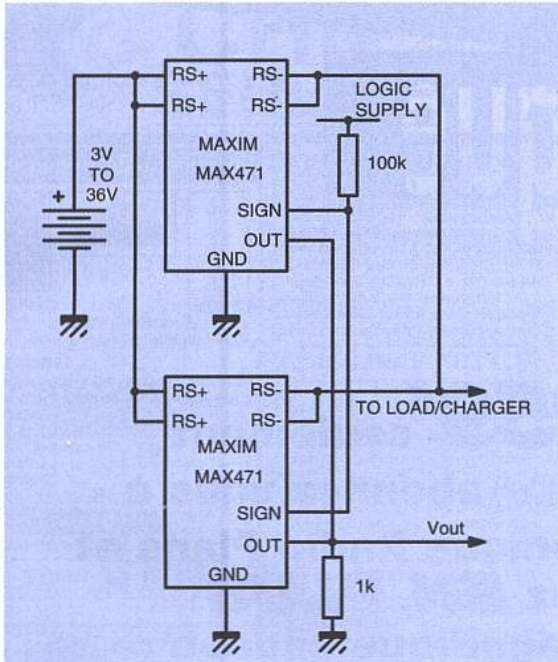 RS+
RS-
RS+
RS-
LOGIC
SUPPLY
MAXIM
MAX471
3V
TO
36V
+
100k
SIGN
OUT
GND
RS+
RS-
TO LOAD/CHARGER
RS+
RS-
MAXIM
MAX471
SIGN
OUT
Vout
GND
1k